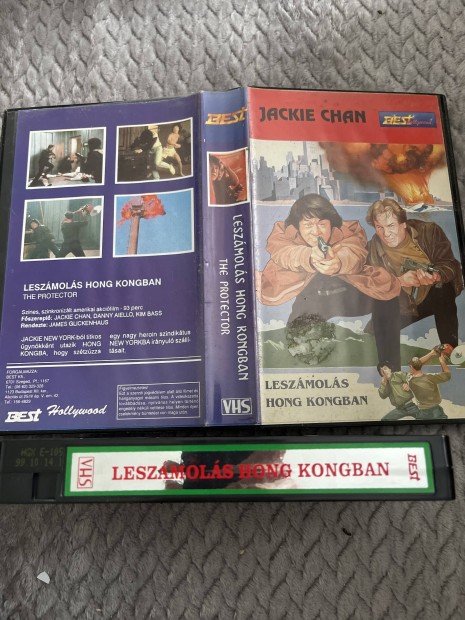 LESZÁMOLÁS HONG KONGBAN
THE PROTECTOR
Színes, szinkronizált amerikai akciófilm - 93 perc
Főszereplő: JACKIE CHAN, DANNY AIELLO, KIM BASS
Rendezte: JAMES GLICKENHAUS
JACKIE NEW YORK-ból titkos
ügynökként utazik HONG
KONGBA, hogy szétzúzza
egy nagy heroin szindikátus
NEW YORKBA irányuló szállí-
tásait.
FORGALMAZZA:
BEST Hollywood
BEST
LESZÁMOLÁS HONG KONGBAN
THE PROTECTOR
VHS
JACKIE CHAN
BEST
LESZÁMOLÁS
HONG KONGBAN
VHS
LESZÁMOLÁS HONG KONGBAN
BEST